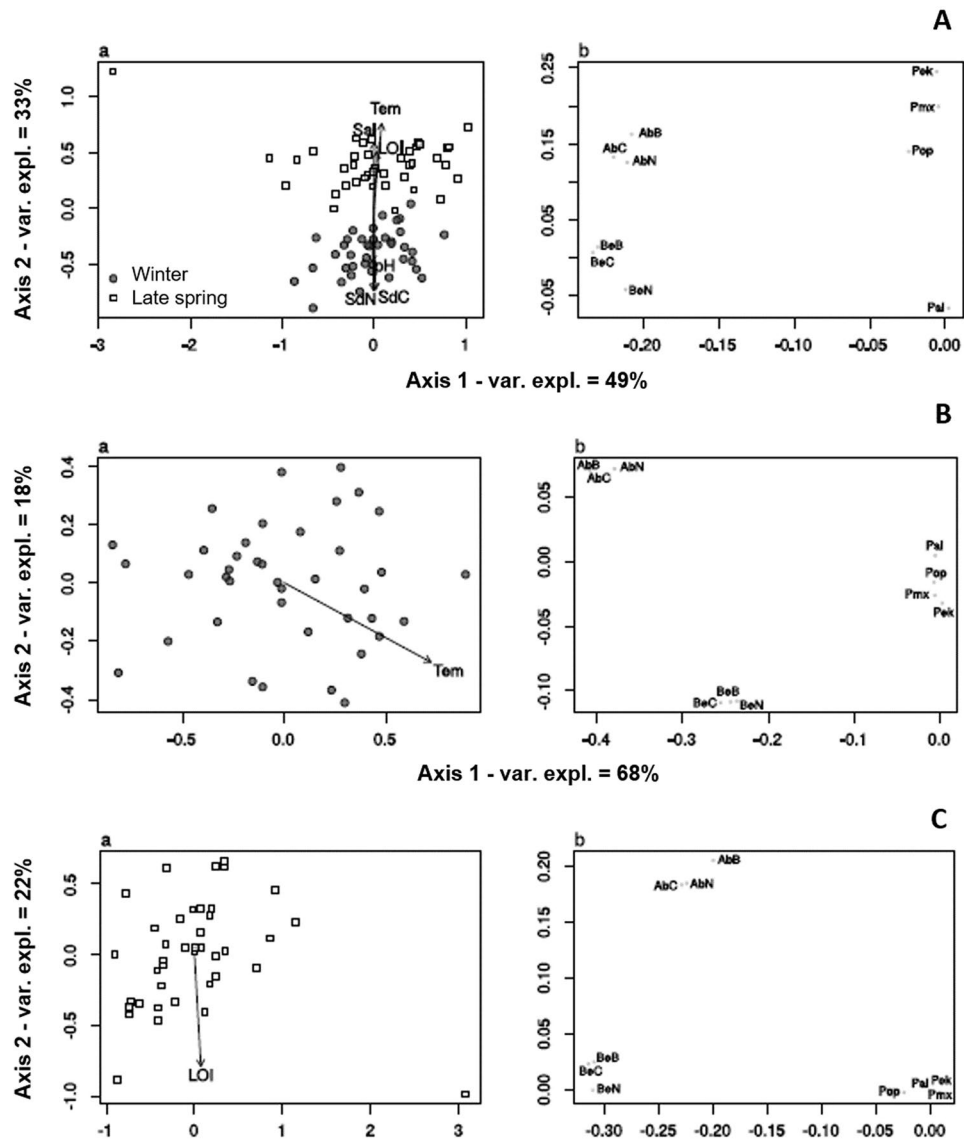 A
a
b
Axis 2 - var. expl. = 33%
1.0
0.5
0.0
-0.5
Tem
Sal
LOI
pH
SdN
SdC
Winter
Late spring
-3
-2
-1
0
1
0.25
0.15
0.05
-0.05
Pek
Pmx
Pop
AbB
AbC
AbN
BeB
BeC
BeN
Psl
-0.20
-0.15
-0.10
-0.05
0.00
Axis 1 - var. expl. = 49%
B
a
b
Axis 2 - var. expl. = 18%
0.4
0.2
0.0
-0.2
-0.4
Tem
-0.5
0.0
0.5
0.05
0.00
-0.05
-0.10
AbB
AbN
AbC
Psl
Pop
Pmx
Pek
BeB
BeC
BeN
-0.4
-0.3
-0.2
-0.1
0.0
Axis 1 - var. expl. = 68%
C
a
b
Axis 2 - var. expl. = 22%
0.5
0.0
-0.5
-1.0
LOI
-1
0
1
2
3
0.20
0.15
0.10
0.05
0.00
AbB
AbC
AbN
BeB
BeC
BeN
Psl
Pek
Pop
Pmx
-0.30
-0.25
-0.20
-0.15
-0.10
-0.05
0.00